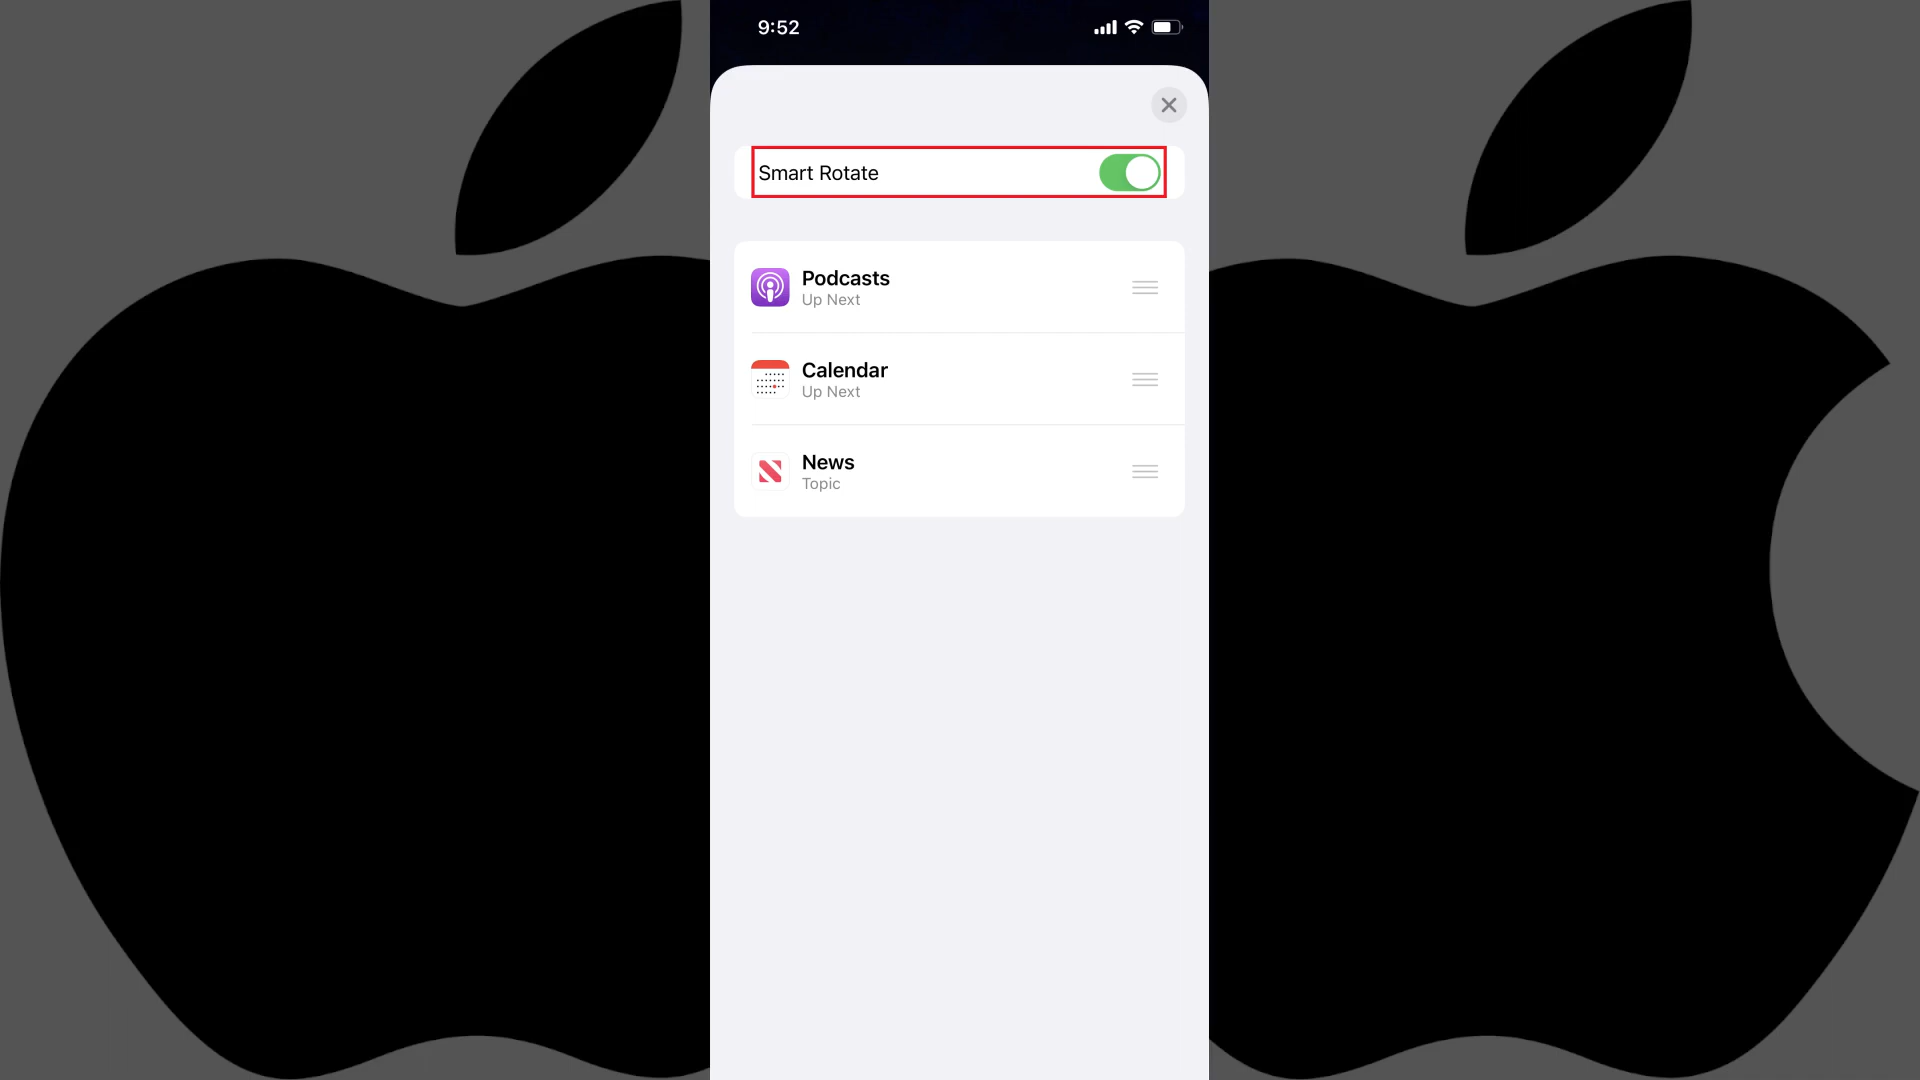 9:52
Smart Rotate
Podcasts
Up Next
Calendar
Up Next
News
Topic